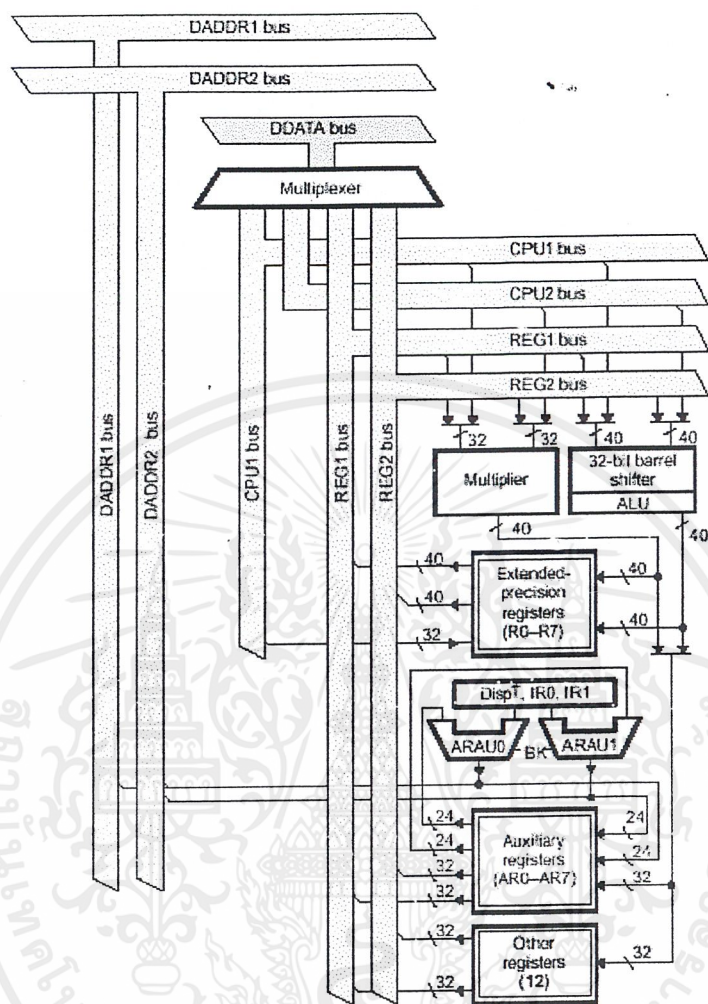 DADDR1 bus
DADDR2 bus
DDATA bus
Multiplexer
CPU1 bus
CPU2 bus
REG1 bus
REG2 bus
DADDR1 bus
DADDR2 bus
CPU1 bus
REG1 bus
REG2 bus
32
32
40
40
Multiplier
32-bit barrel
shifter
ALU
40
40
40
40
32
Extended-
precision
registers
(R0–R7)
40
40
Disp†, IR0, IR1
ARAU0
BK
ARAU1
24
24
32
32
Auxiliary
registers
(AR0–AR7)
24
24
32
32
32
Other
registers
(12)
32